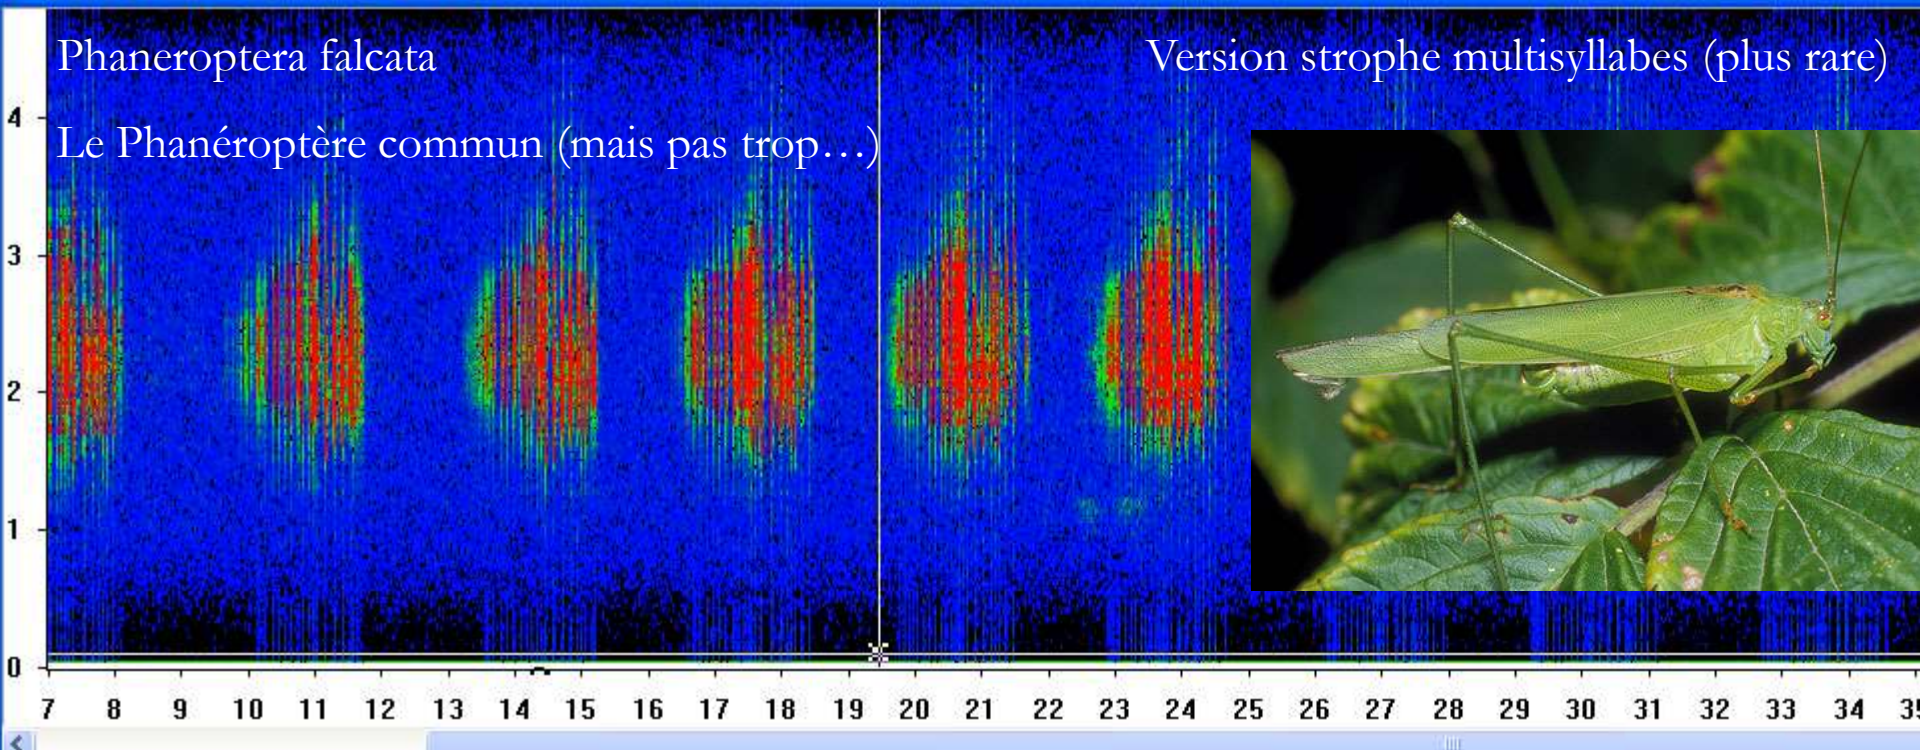 Phaneroptera falcata
Version strophe multisyllabes (plus rare)
Le Phanéroptère commun (mais pas trop…)
4
3
2
1
0
7 8 9 10 11 12 13 14 15 16 17 18 19 20 21 22 23 24 25 26 27 28 29 30 31 32 33 34